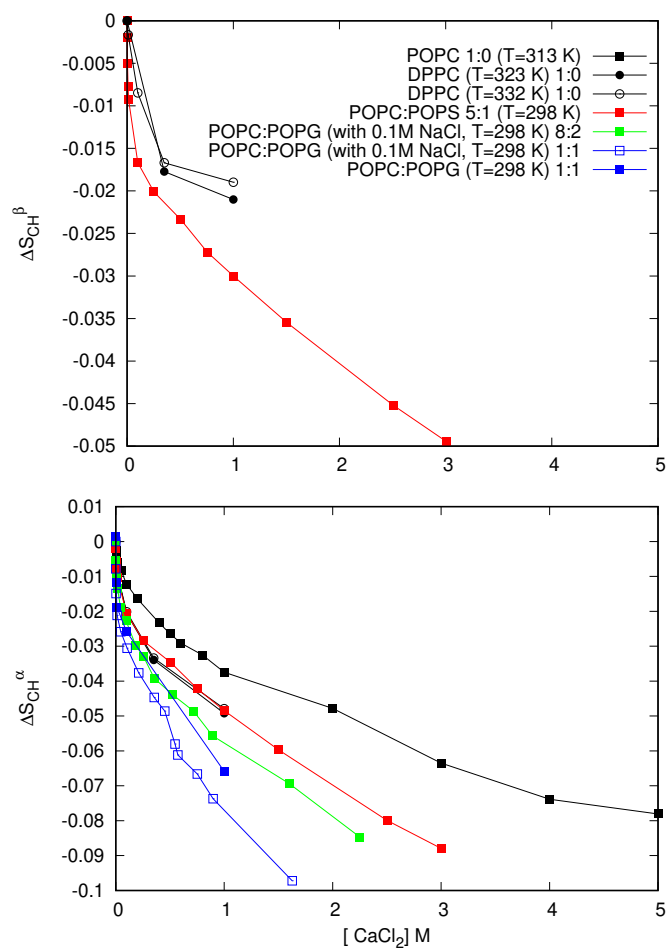 0
-0.005
-0.01
-0.015
-0.02
-0.025
-0.03
-0.035
-0.04
-0.045
-0.05
ΔS_CH^β
POPC 1:0 (T=313 K)
DPPC (T=323 K) 1:0
DPPC (T=332 K) 1:0
POPC:POPS 5:1 (T=298 K)
POPC:POPG (with 0.1M NaCl, T=298 K) 8:2
POPC:POPG (with 0.1M NaCl, T=298 K) 1:1
POPC:POPG (T=298 K) 1:1
0 1 2 3 4 5
0.01
0
-0.01
-0.02
-0.03
-0.04
-0.05
-0.06
-0.07
-0.08
-0.09
-0.1
ΔS_CH^α
0 1 2 3 4 5
[ CaCl₂] M